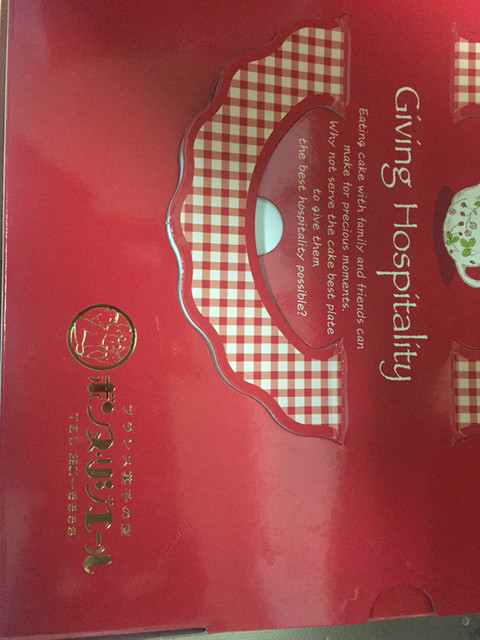 Giving Hospitality
Eating cake with family and friends can
make for precious moments.
Why not serve the cake best plate
to give them
the best hospitality possible?
フランス菓子の店
ボンスリジエール